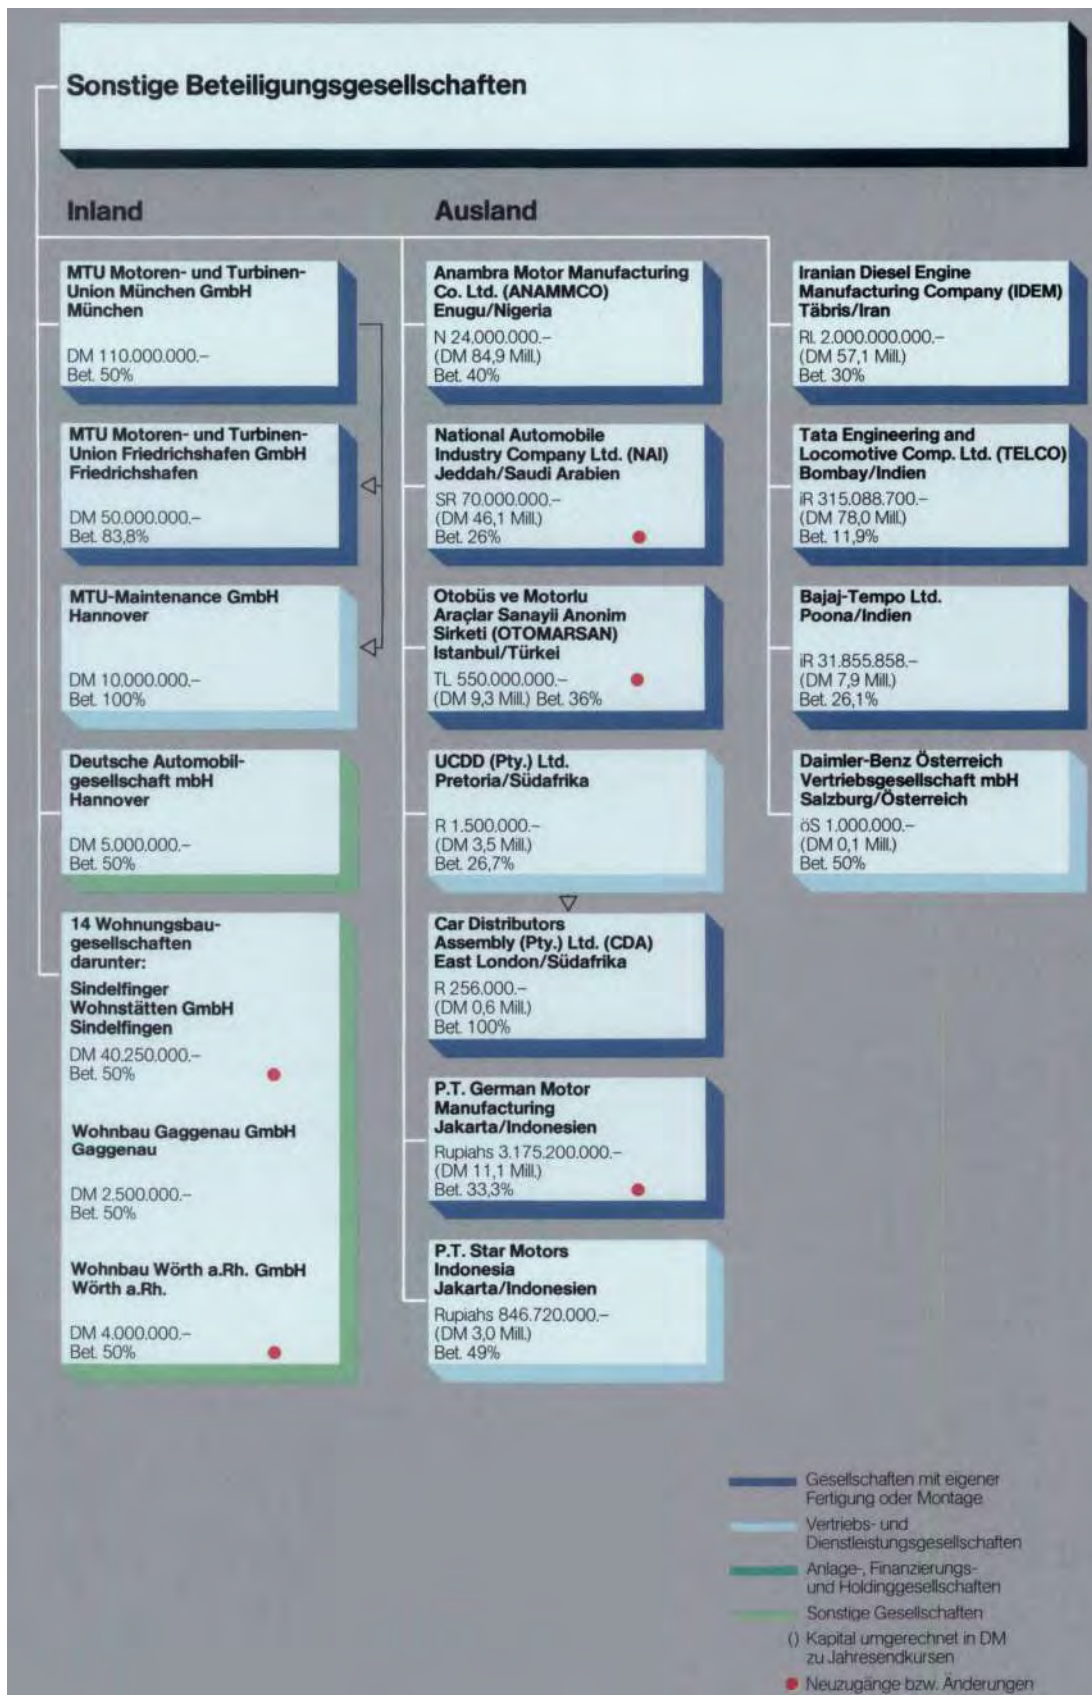 Sonstige Beteiligungsgesellschaften
Inland
MTU Motoren- und Turbinen-
Union München GmbH
München
DM 110.000.000.–
Bet. 50%
MTU Motoren- und Turbinen-
Union Friedrichshafen GmbH
Friedrichshafen
DM 50.000.000.–
Bet. 83,8%
MTU-Maintenance GmbH
Hannover
DM 10.000.000.–
Bet. 100%
Deutsche Automobil-
gesellschaft mbH
Hannover
DM 5.000.000.–
Bet. 50%
14 Wohnungsbau-
gesellschaften
darunter:
Sindelfinger
Wohnstätten GmbH
Sindelfingen
DM 40.250.000.–
Bet. 50%
Wohnbau Gaggenau GmbH
Gaggenau
DM 2.500.000.–
Bet. 50%
Wohnbau Wörth a.Rh. GmbH
Wörth a.Rh.
DM 4.000.000.–
Bet. 50%
Ausland
Anambra Motor Manufacturing
Co. Ltd. (ANAMMCO)
Enugu/Nigeria
N 24.000.000.–
(DM 84,9 Mill.)
Bet. 40%
National Automobile
Industry Company Ltd. (NAI)
Jeddah/Saudi Arabien
SR 70.000.000.–
(DM 46,1 Mill.)
Bet. 26%
Otobüs ve Motorlu
Araçlar Sanayii Anonim
Sirketi (OTOMARSAN)
Istanbul/Türkei
TL 550.000.000.–
(DM 9,3 Mill.) Bet. 36%
UCDD (Pty.) Ltd.
Pretoria/Südafrika
R 1.500.000.–
(DM 3,5 Mill.)
Bet. 26,7%
Car Distributors
Assembly (Pty.) Ltd. (CDA)
East London/Südafrika
R 256.000.–
(DM 0,6 Mill.)
Bet. 100%
P.T. German Motor
Manufacturing
Jakarta/Indonesien
Rupiahs 3.175.200.000.–
(DM 11,1 Mill.)
Bet. 33,3%
P.T. Star Motors
Indonesia
Jakarta/Indonesien
Rupiahs 846.720.000.–
(DM 3,0 Mill.)
Bet. 49%
Iranian Diesel Engine
Manufacturing Company (IDEM)
Täbris/Iran
RI. 2.000.000.000.–
(DM 57,1 Mill.)
Bet. 30%
Tata Engineering and
Locomotive Comp. Ltd. (TELCO)
Bombay/Indien
iR 315.088.700.–
(DM 78,0 Mill.)
Bet. 11,9%
Bajaj-Tempo Ltd.
Poona/Indien
iR 31.855.858.–
(DM 7,9 Mill.)
Bet. 26,1%
Daimler-Benz Österreich
Vertriebsgesellschaft mbH
Salzburg/Österreich
öS 1.000.000.–
(DM 0,1 Mill.)
Bet. 50%
Gesellschaften mit eigener
Fertigung oder Montage
Vertriebs- und
Dienstleistungsgesellschaften
Anlage-, Finanzierungs-
und Holdinggesellschaften
Sonstige Gesellschaften
() Kapital umgerechnet in DM
zu Jahresendkursen
Neuzugänge bzw. Änderungen